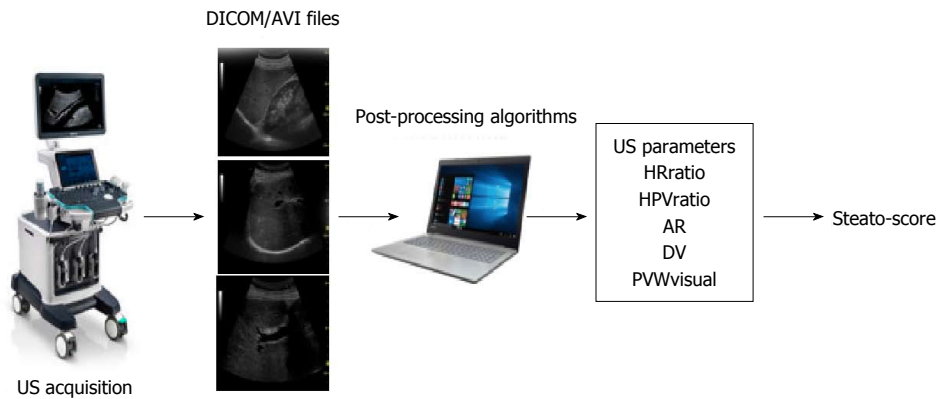 DICOM/AVI files
Post-processing algorithms
US parameters
HRratio
HPVratio
AR
DV
PVWvisual
Steato-score
US acquisition